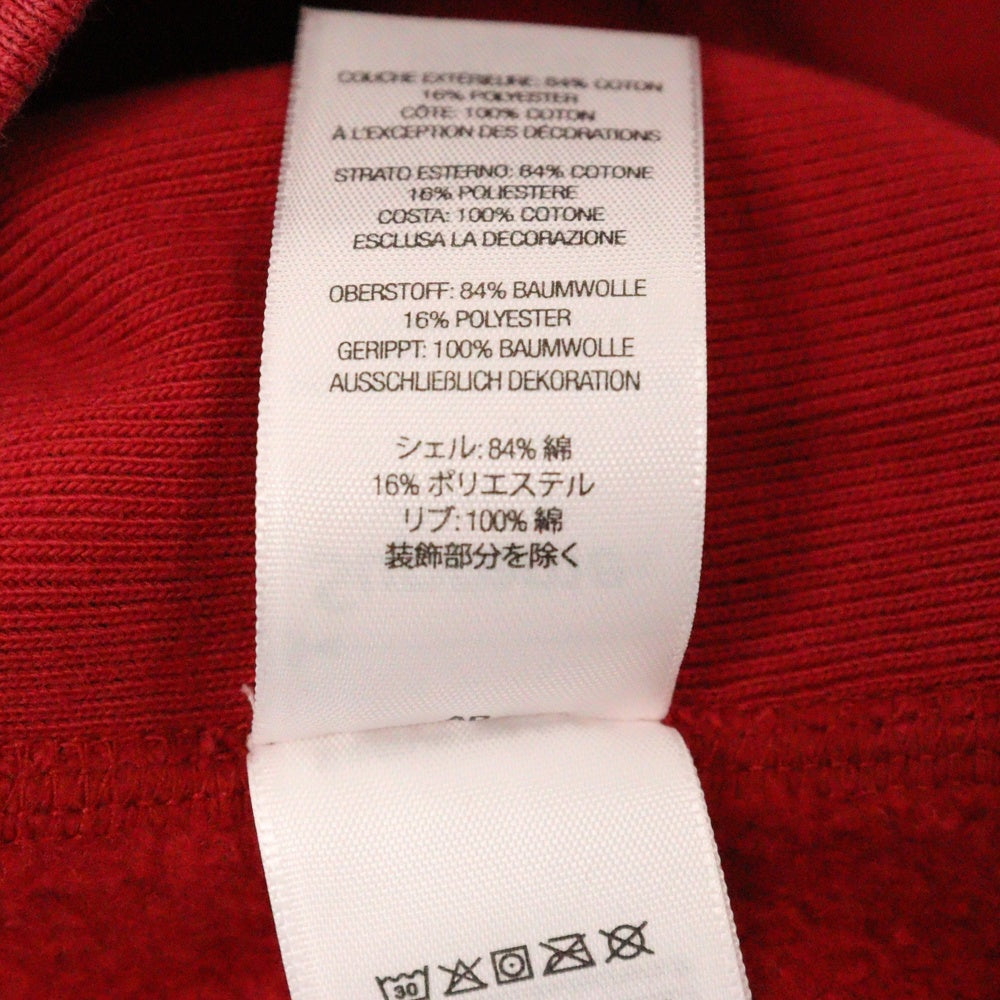 COUCHE EXTÉRIEURE: 84% COTON
16% POLYESTER
CÔTE: 100% COTON
À L'EXCEPTION DES DÉCORATIONS
STRATO ESTERNO: 84% COTONE
16% POLIESTERE
COSTA: 100% COTONE
ESCLUSA LA DECORAZIONE
OBERSTOFF: 84% BAUMWOLLE
16% POLYESTER
GERIPPT: 100% BAUMWOLLE
AUSSCHLIEßLICH DEKORATION
シェル: 84% 綿
16% ポリエステル
リブ: 100% 綿
装飾部分を除く
30